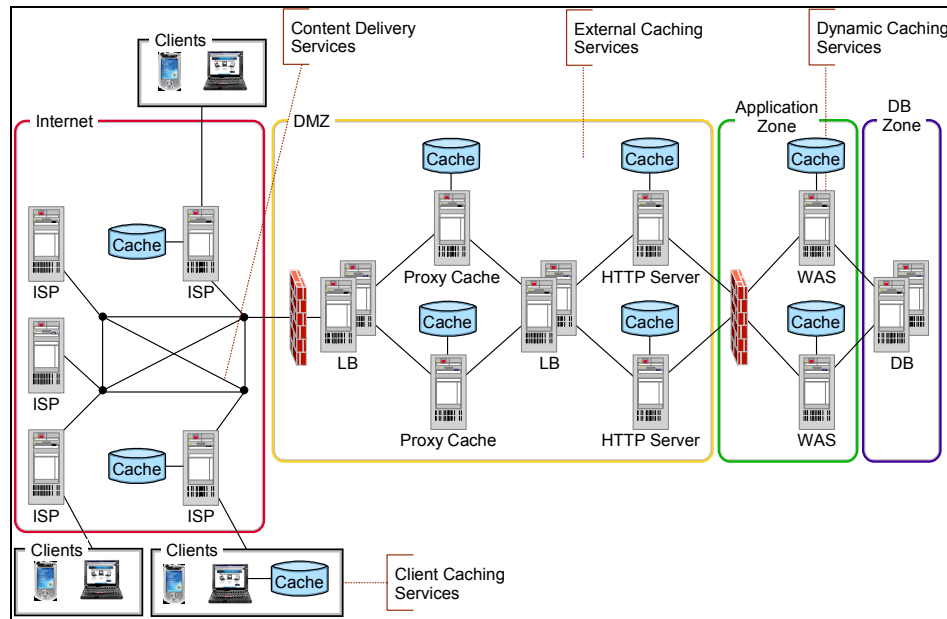 Clients
Content Delivery
Services
External Caching
Services
Dynamic Caching
Services
Internet
DMZ
Application
Zone
DB
Zone
Cache
Cache
Cache
Cache
ISP
ISP
Proxy Cache
HTTP Server
WAS
Cache
Cache
Cache
ISP
LB
LB
DB
Proxy Cache
HTTP Server
WAS
Cache
ISP
ISP
Clients
Clients
Cache
Client Caching
Services